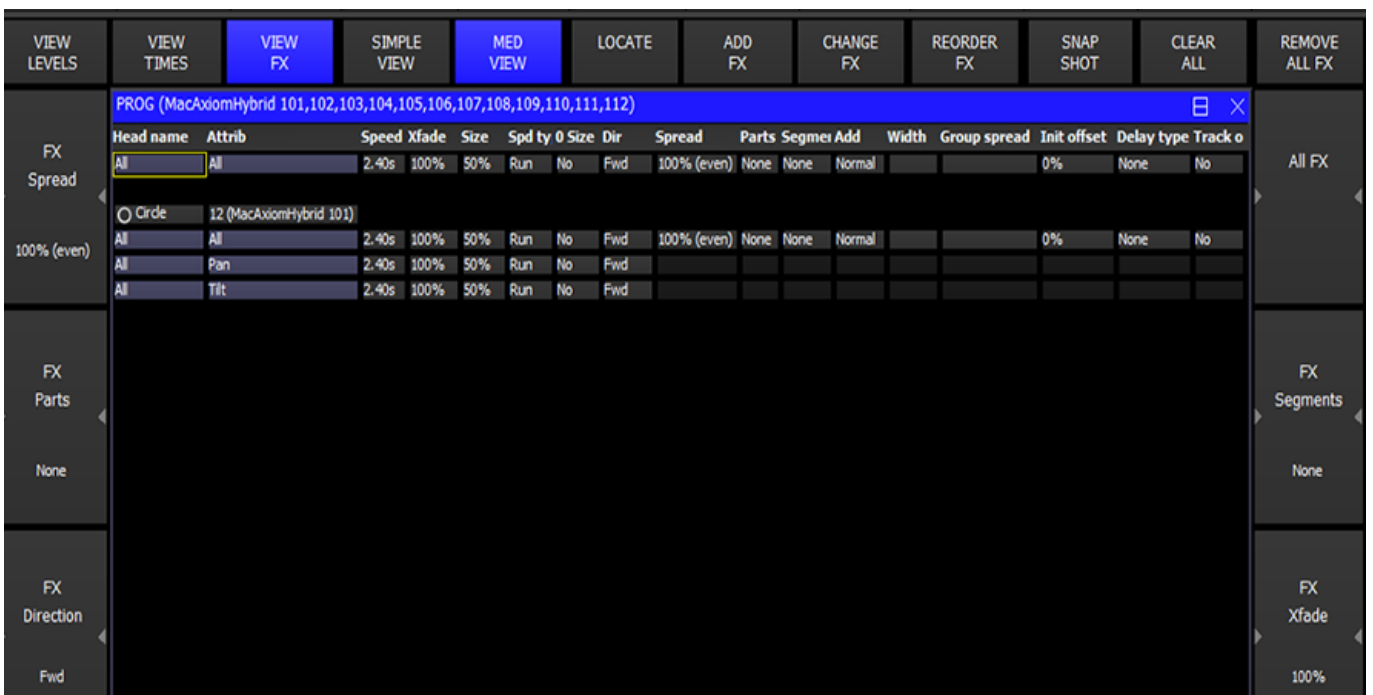 VIEW LEVELS
VIEW TIMES
VIEW FX
SIMPLE VIEW
MED VIEW
LOCATE
ADD FX
CHANGE FX
REORDER FX
SNAP SHOT
CLEAR ALL
REMOVE ALL FX
PROG (MacAxiomHybrid 101,102,103,104,105,106,107,108,109,110,111,112)
Head name Attrib Speed Xfade Size Spd ty 0 Size Dir Spread Parts Segmer Add Width Group spread Init offset Delay type Track o
All All 2.40s 100% 50% Run No Fwd 100% (even) None None Normal 0% None No
Circle 12 (MacAxiomHybrid 101)
All All 2.40s 100% 50% Run No Fwd 100% (even) None None Normal 0% None No
All Pan 2.40s 100% 50% Run No Fwd
All Tilt 2.40s 100% 50% Run No Fwd
FX
Spread
100% (even)
All FX
FX
Parts
None
FX
Segments
None
FX
Direction
Fwd
FX
Xfade
100%